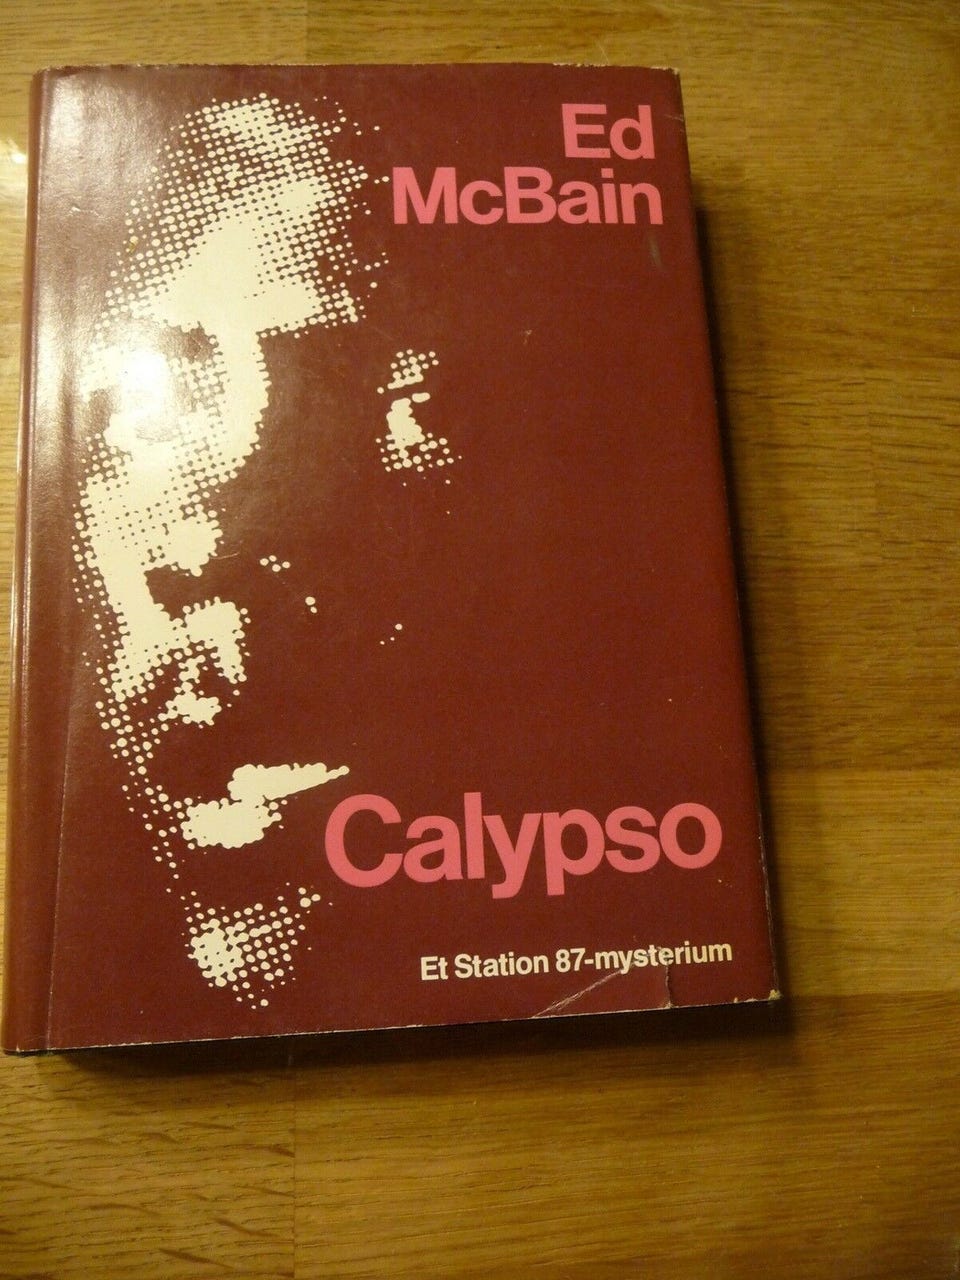 Ed
McBain
Calypso
Et Station 87-mysterium